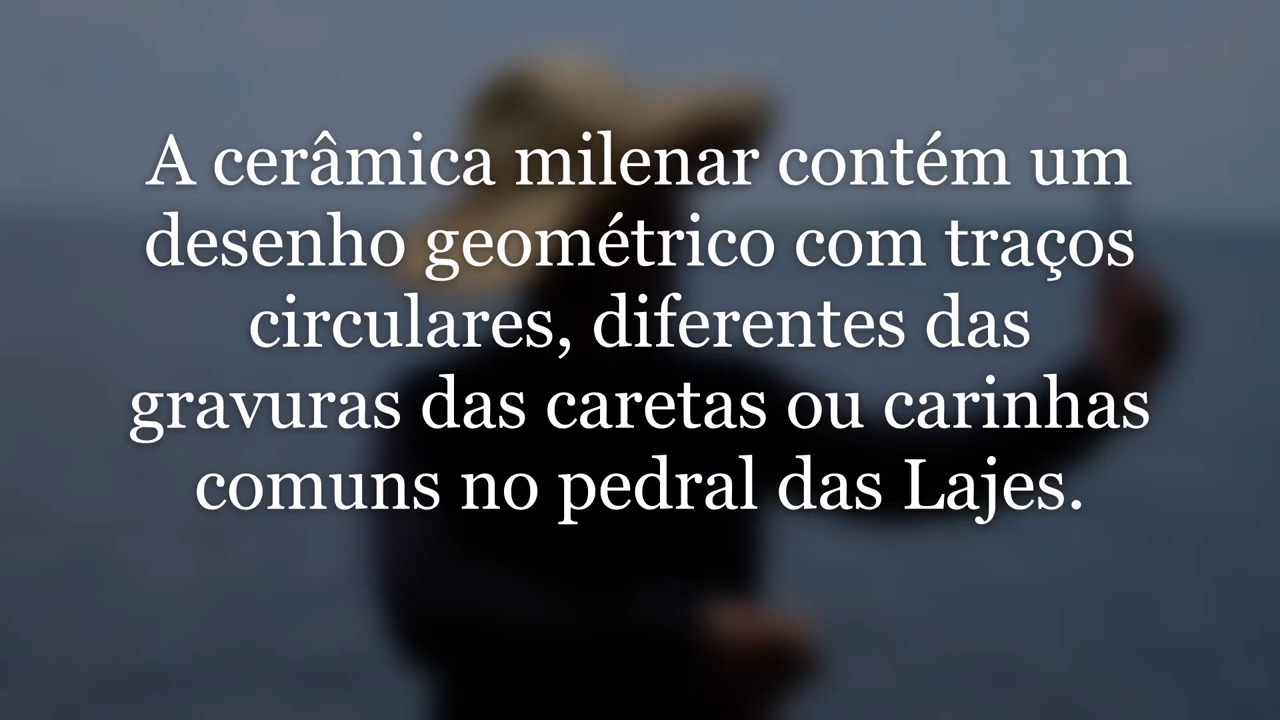 A cerâmica milenar contém um
desenho geométrico com traços
circulares, diferentes das
gravuras das caretas ou carinhas
comuns no pedral das Lajes.